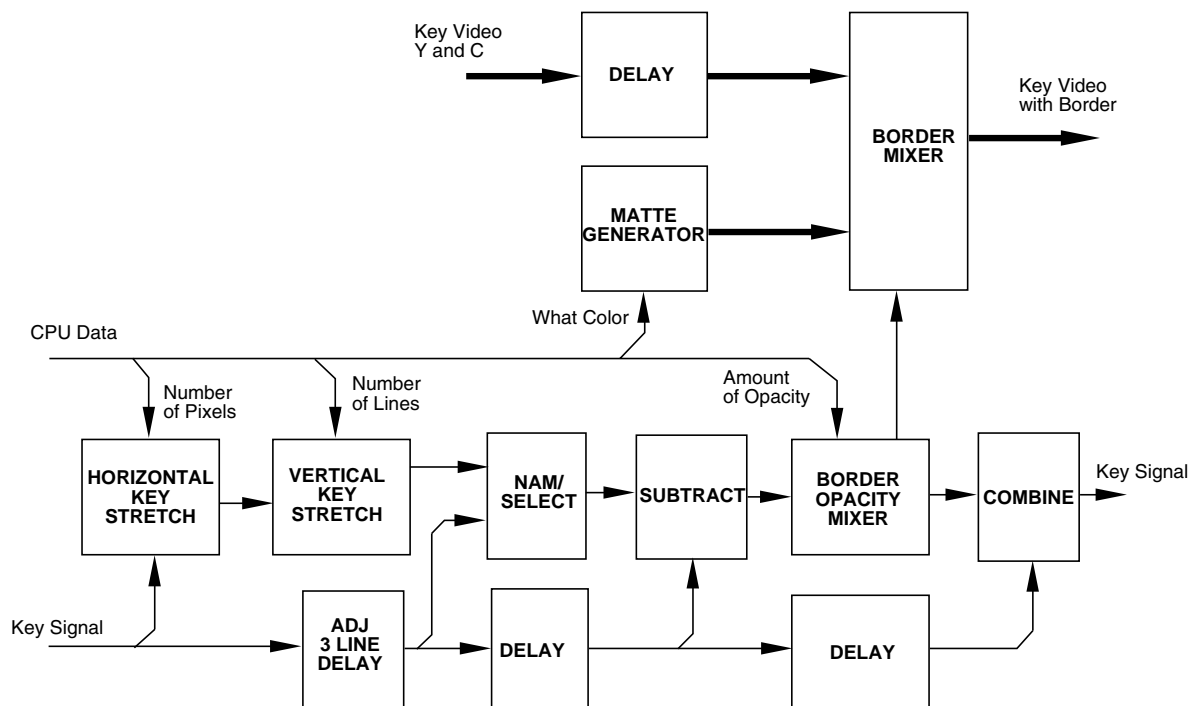 Key Video
Y and C
DELAY
Key Video
with Border
BORDER
MIXER
MATTE
GENERATOR
What Color
CPU Data
Number
of Pixels
Number
of Lines
Amount
of Opacity
HORIZONTAL
KEY
STRETCH
VERTICAL
KEY
STRETCH
NAM/
SELECT
SUBTRACT
BORDER
OPACITY
MIXER
COMBINE
Key Signal
Key Signal
ADJ
3 LINE
DELAY
DELAY
DELAY